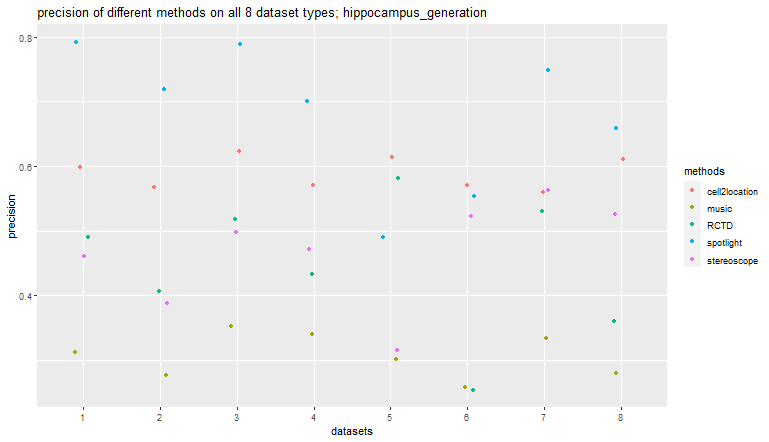 precision of different methods on all 8 dataset types; hippocampus_generation
0.8
0.6
0.4
precision
1 2 3 4 5 6 7 8
datasets
methods
cell2location
music
RCTD
spotlight
stereoscope